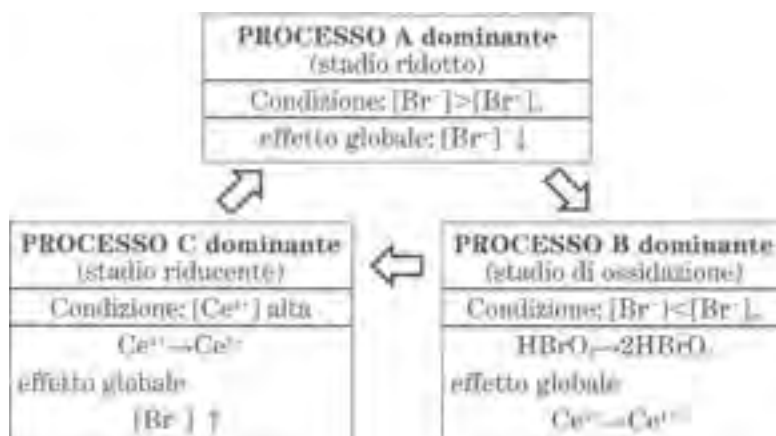 PROCESSO A dominante
(stadio ridotto)
Condizione: [Br⁻]>[Br⁻]
effetto globale: [Br⁻] ↓
PROCESSO C dominante
(stadio riducente)
Condizione: [Ce⁴⁺] alta
Ce⁴⁺→Ce³⁺
effetto globale
[Br⁻] ↑
PROCESSO B dominante
(stadio di ossidazione)
Condizione: [Br⁻]<[Br⁻]
HBrO₂→2HBrO₂
effetto globale
Ce³⁺→Ce⁴⁺